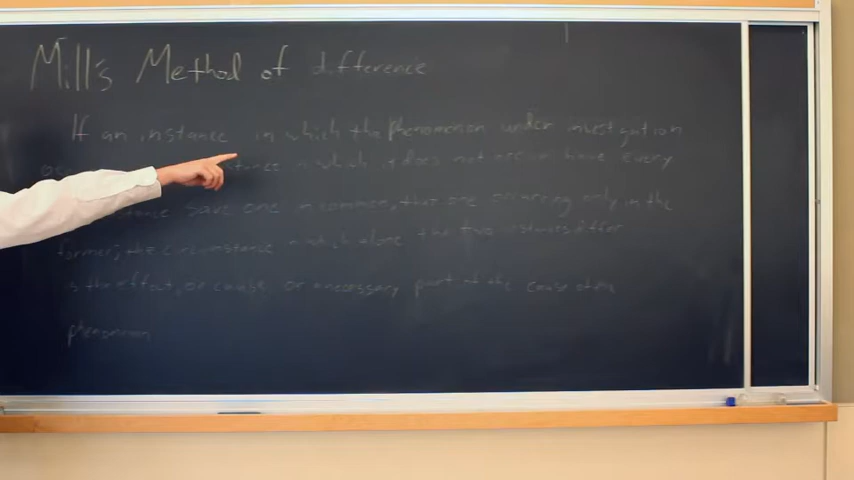 Mill's Method of difference
If an instance in which the phenomenon under investigation
in which it does not occur have every
save one in common, that one occurring only in the
former; the circumstance in which alone the two instances differ
is the effect, or cause or a necessary part of the cause of the
phenomenon